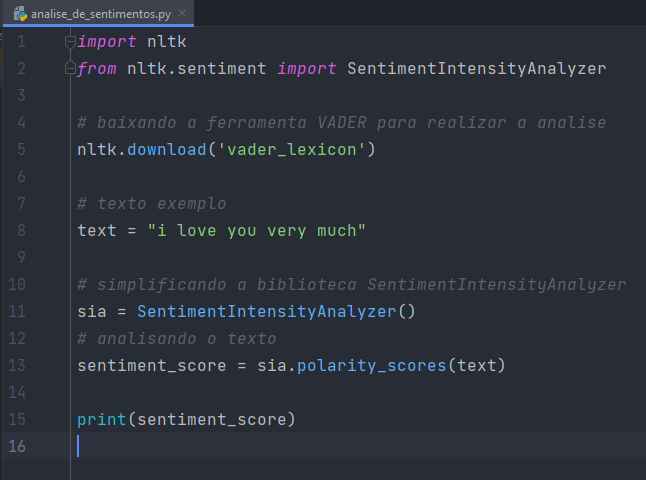 analise_de_sentimentos.py
1 import nltk
2 from nltk.sentiment import SentimentIntensityAnalyzer
3
4 # baixando a ferramenta VADER para realizar a analise
5 nltk.download('vader_lexicon')
6
7 # texto exemplo
8 text = "i love you very much"
9
10 # simplificando a biblioteca SentimentIntensityAnalyzer
11 sia = SentimentIntensityAnalyzer()
12 # analisando o texto
13 sentiment_score = sia.polarity_scores(text)
14
15 print(sentiment_score)
16